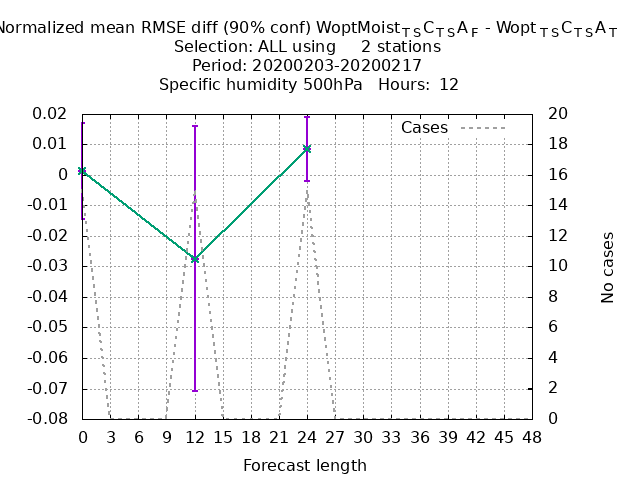 Normalized mean RMSE diff (90% conf) WoptMoist_TSC_TSA_F - Wopt_TSC_TSA_T
Selection: ALL using 2 stations
Period: 20200203-20200217
Specific humidity 500hPa Hours: 12
Cases
0.02
0.01
0
-0.01
-0.02
-0.03
-0.04
-0.05
-0.06
-0.07
-0.08
20
18
16
14
12
10
8
6
4
2
0
No cases
0 3 6 9 12 15 18 21 24 27 30 33 36 39 42 45 48
Forecast length